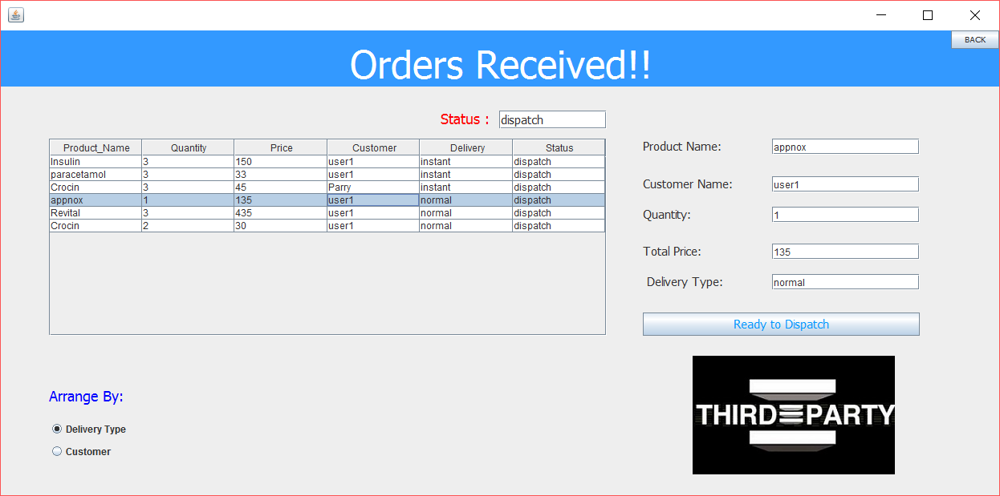 BACK
Orders Received!!
Status : dispatch
Product_Name Quantity Price Customer Delivery Status
Insulin 3 150 user1 instant dispatch
paracetamol 3 33 user1 instant dispatch
Crocin 3 45 Parry instant dispatch
appnox 1 135 user1 normal dispatch
Revital 3 435 user1 normal dispatch
Crocin 2 30 user1 normal dispatch
Product Name: appnox
Customer Name: user1
Quantity: 1
Total Price: 135
Delivery Type: normal
Ready to Dispatch
Arrange By:
Delivery Type
Customer
THIRD PARTY